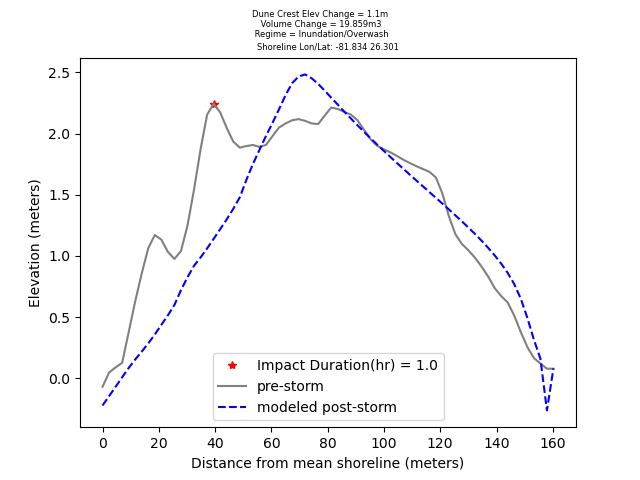 Dune Crest Elev Change = 1.1m
Volume Change = 19.859m3
Regime = Inundation/Overwash
Shoreline Lon/Lat: -81.834 26.301
2.5
2.0
1.5
1.0
0.5
0.0
Elevation (meters)
Impact Duration(hr) = 1.0
pre-storm
modeled post-storm
0 20 40 60 80 100 120 140 160
Distance from mean shoreline (meters)